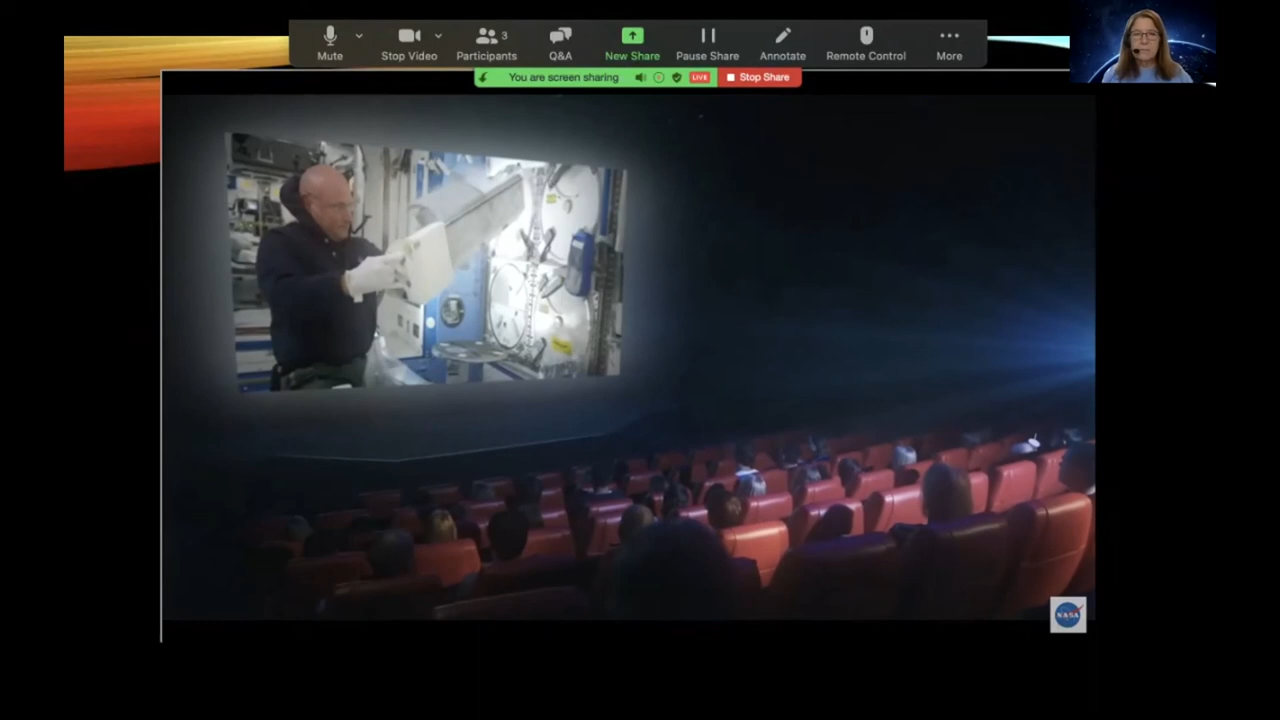 Mute
Stop Video
Participants
3
Q&A
New Share
Pause Share
Annotate
Remote Control
More
You are screen sharing
LIVE
Stop Share
NASA